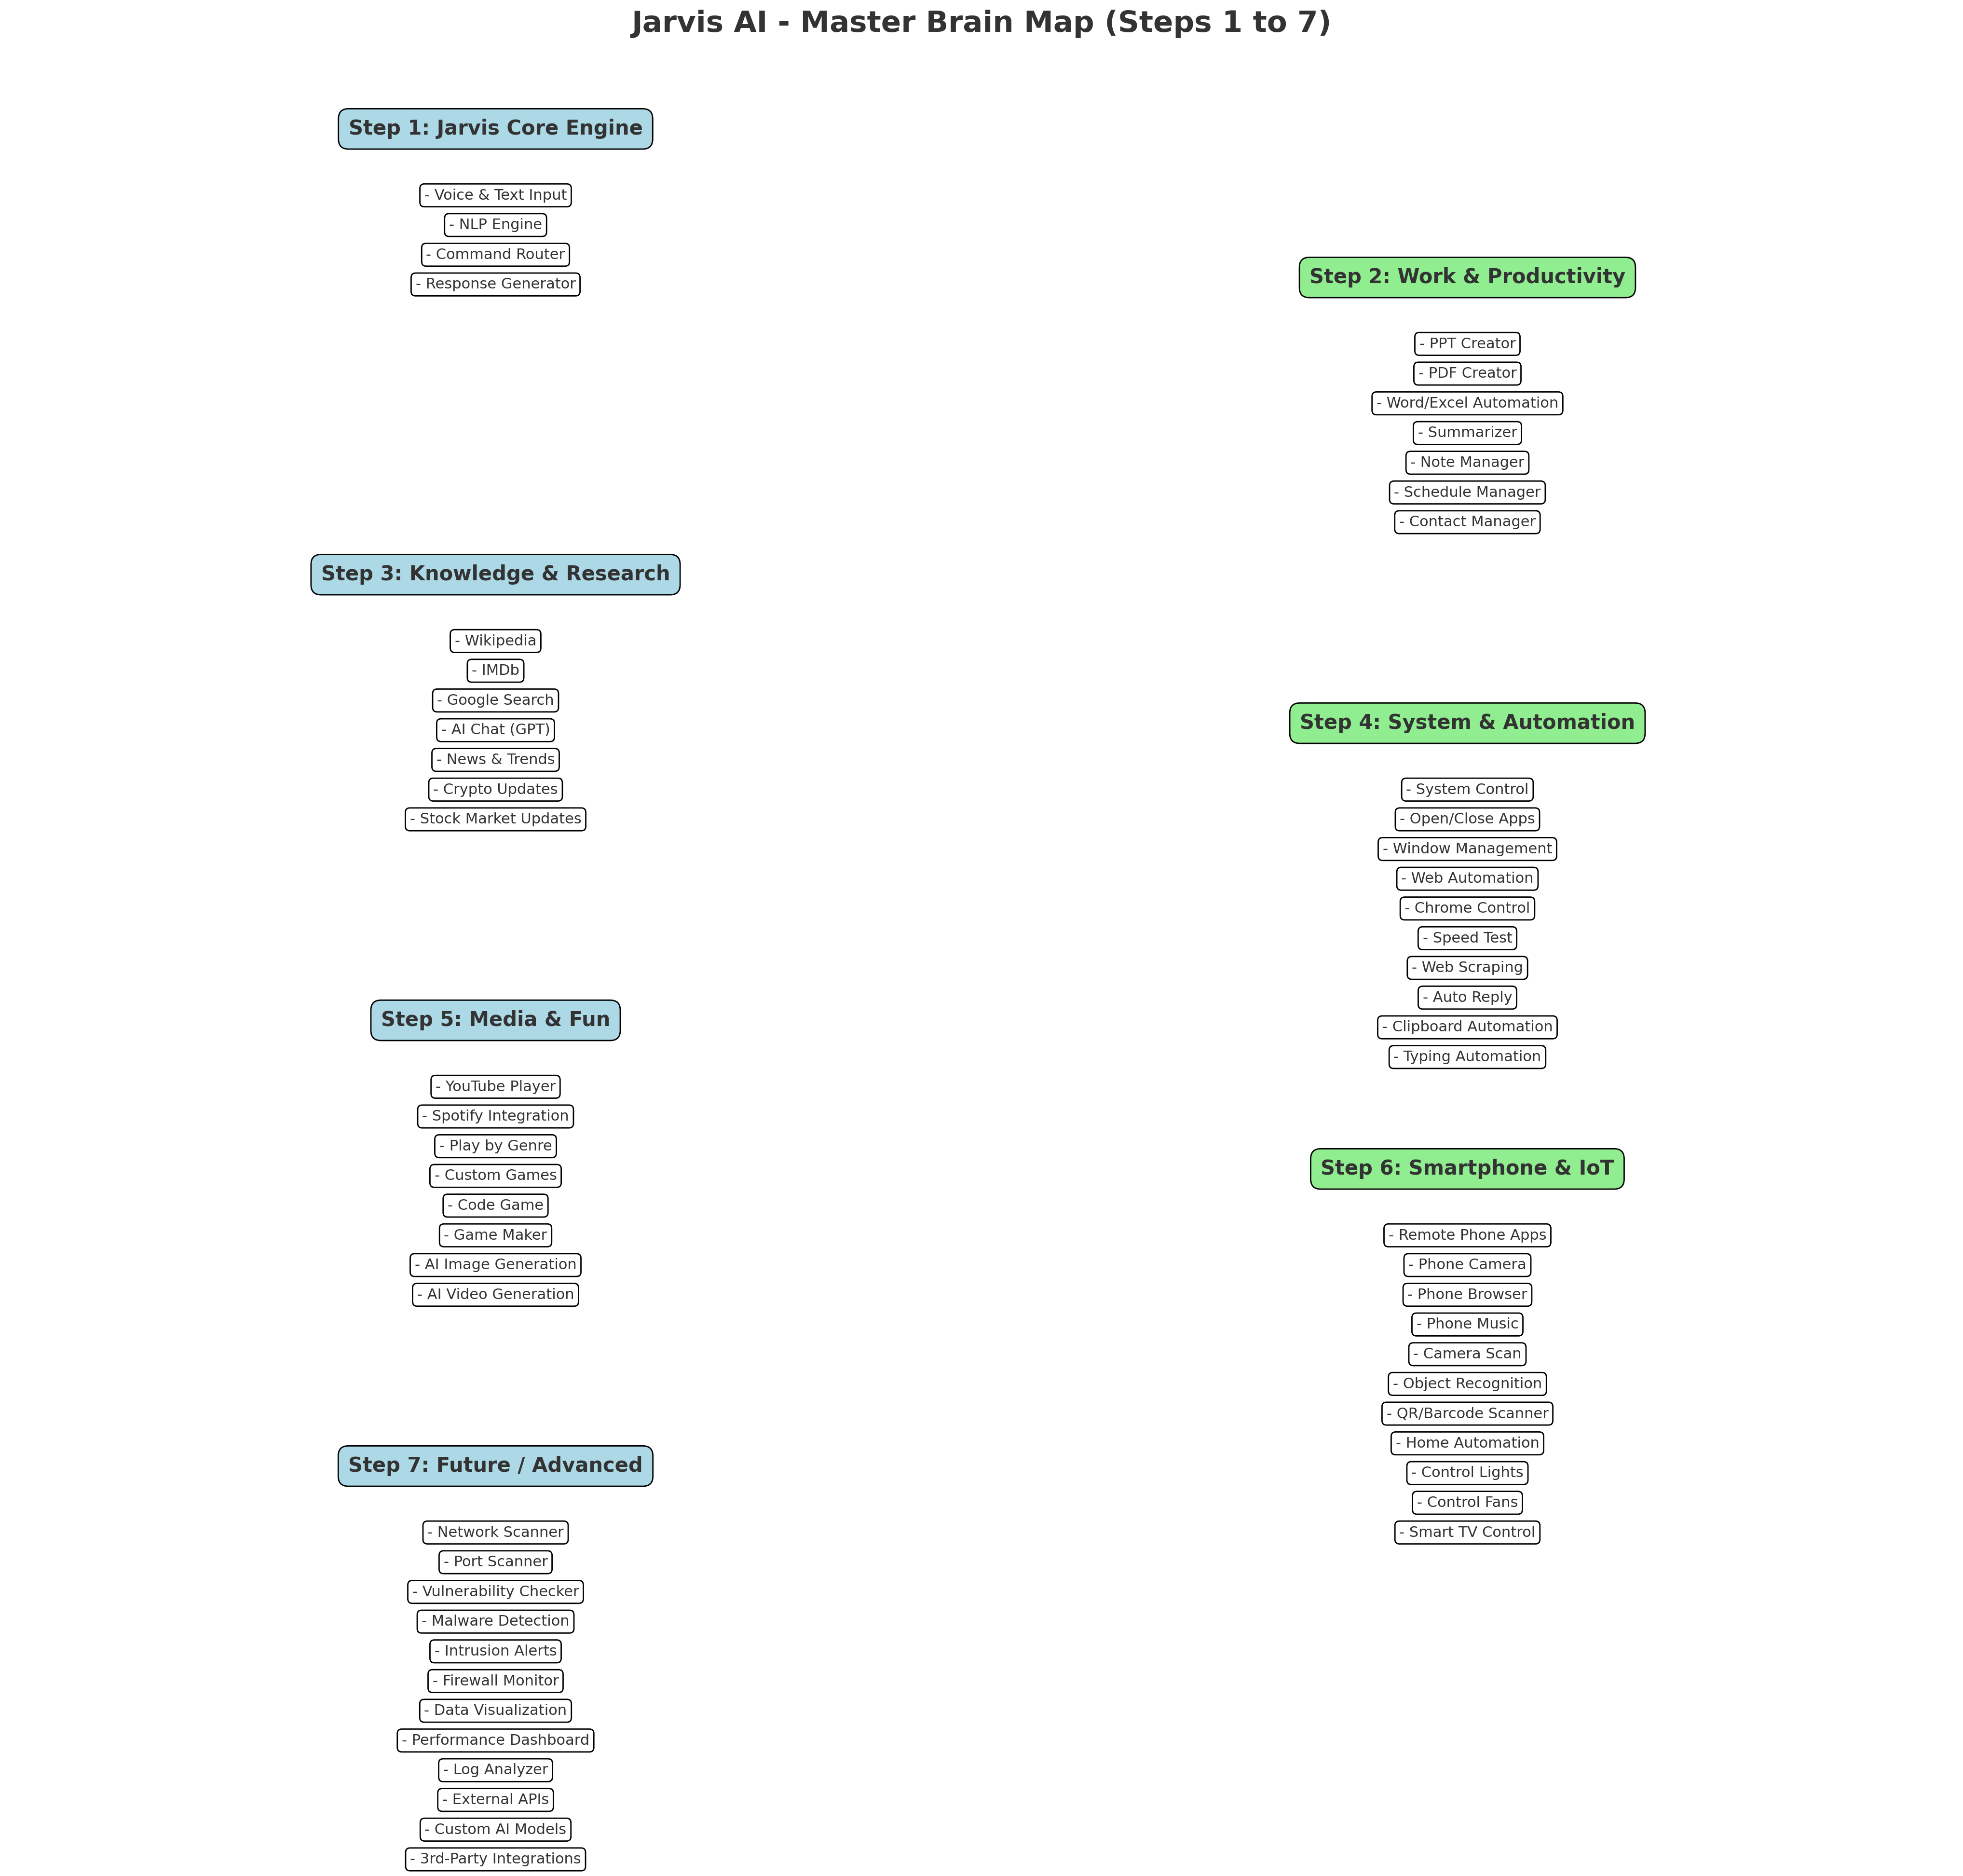 Jarvis AI - Master Brain Map (Steps 1 to 7)
Step 1: Jarvis Core Engine
- Voice & Text Input
- NLP Engine
- Command Router
- Response Generator
Step 2: Work & Productivity
- PPT Creator
- PDF Creator
- Word/Excel Automation
- Summarizer
- Note Manager
- Schedule Manager
- Contact Manager
Step 3: Knowledge & Research
- Wikipedia
- IMDb
- Google Search
- AI Chat (GPT)
- News & Trends
- Crypto Updates
- Stock Market Updates
Step 4: System & Automation
- System Control
- Open/Close Apps
- Window Management
- Web Automation
- Chrome Control
- Speed Test
- Web Scraping
- Auto Reply
- Clipboard Automation
- Typing Automation
Step 5: Media & Fun
- YouTube Player
- Spotify Integration
- Play by Genre
- Custom Games
- Code Game
- Game Maker
- AI Image Generation
- AI Video Generation
Step 6: Smartphone & IoT
- Remote Phone Apps
- Phone Camera
- Phone Browser
- Phone Music
- Camera Scan
- Object Recognition
- QR/Barcode Scanner
- Home Automation
- Control Lights
- Control Fans
- Smart TV Control
Step 7: Future / Advanced
- Network Scanner
- Port Scanner
- Vulnerability Checker
- Malware Detection
- Intrusion Alerts
- Firewall Monitor
- Data Visualization
- Performance Dashboard
- Log Analyzer
- External APIs
- Custom AI Models
- 3rd-Party Integrations